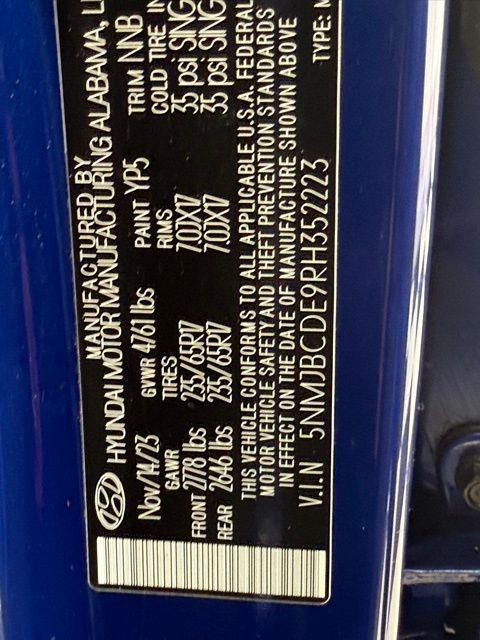 MANUFACTURED BY
HYUNDAI MOTOR MANUFACTURING ALABAMA,
Nov/14/23 GVWR 4761 lbs PAINT YP5 TRIM NNB
GAWR TIRES RIMS COLD TIRE
FRONT 2778 lbs 235/65R17 7.0JX17 35 psi SING
REAR 2646 lbs 235/65R17 7.0JX17 35 psi SING
THIS VEHICLE CONFORMS TO ALL APPLICABLE U.S.A. FEDERAL
MOTOR VEHICLE SAFETY AND THEFT PREVENTION STANDARDS
IN EFFECT ON THE DATE OF MANUFACTURE SHOWN ABOVE
V.I.N 5NMJBCDE9RH352223 TYPE: